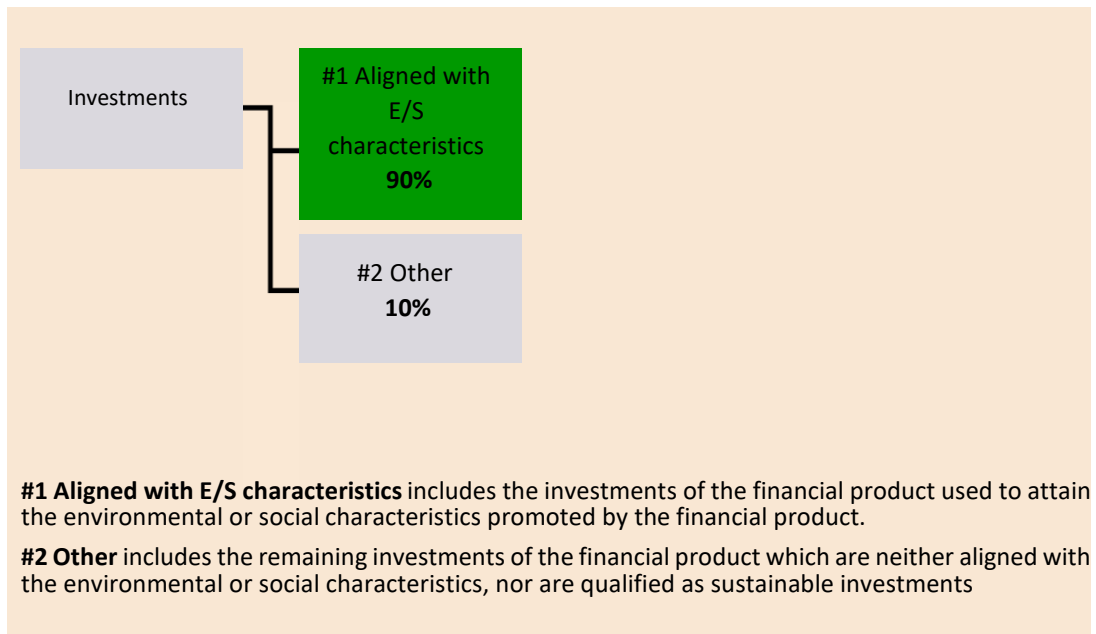 Investments
#1 Aligned with
E/S
characteristics
90%
#2 Other
10%
#1 Aligned with E/S characteristics includes the investments of the financial product used to attain
the environmental or social characteristics promoted by the financial product.
#2 Other includes the remaining investments of the financial product which are neither aligned with
the environmental or social characteristics, nor are qualified as sustainable investments